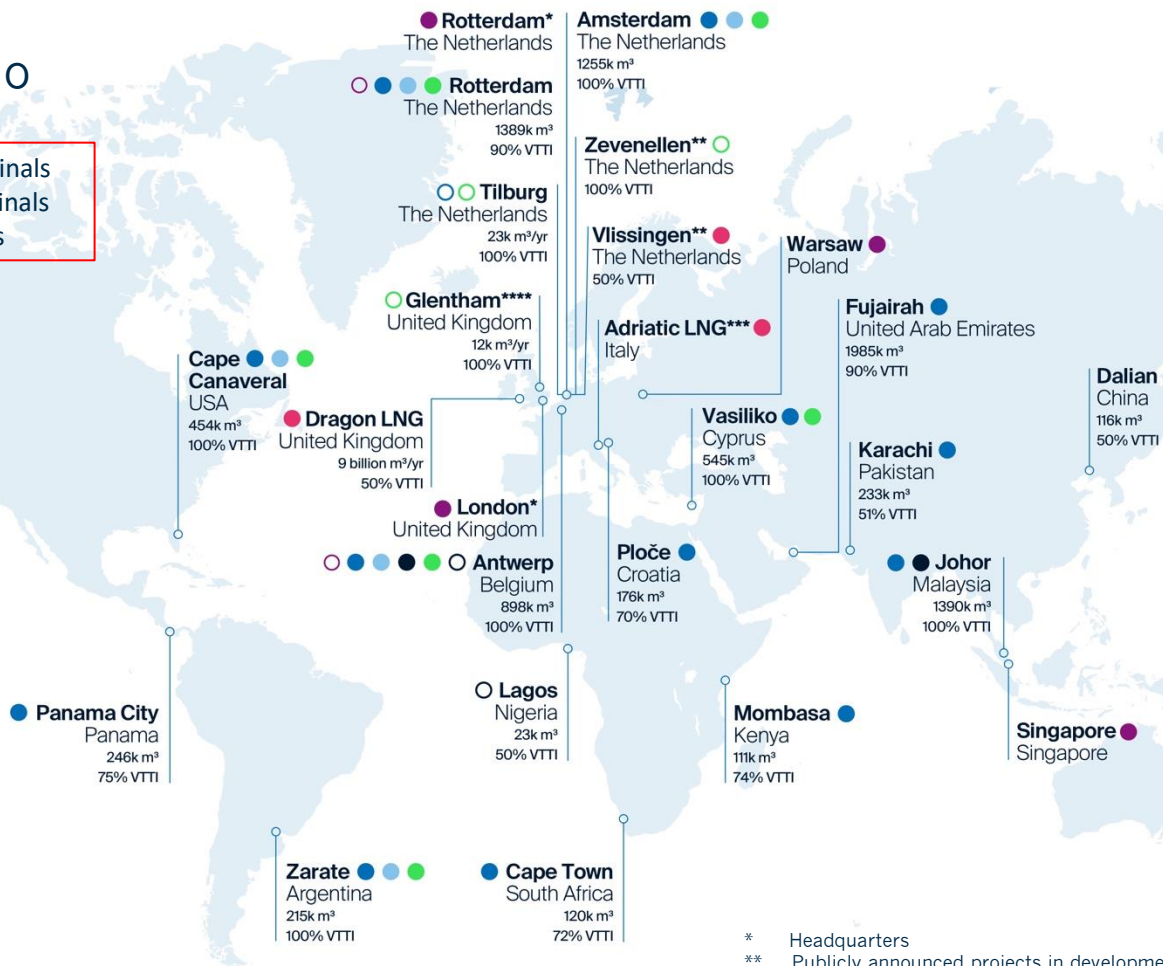 Rotterdam*
The Netherlands
Amsterdam
The Netherlands
1255k m³
100% VTTI
Rotterdam
The Netherlands
1389k m³
90% VTTI
Zevenellen**
The Netherlands
100% VTTI
Tilburg
The Netherlands
23k m³/yr
100% VTTI
Vlissingen**
The Netherlands
50% VTTI
Warsaw
Poland
Glentham****
United Kingdom
12k m³/yr
100% VTTI
Adriatic LNG***
Italy
Fujairah
United Arab Emirates
1985k m³
90% VTTI
Cape
Canaveral
USA
454k m³
100% VTTI
Dragon LNG
United Kingdom
9 billion m³/yr
50% VTTI
Vasiliko
Cyprus
545k m³
100% VTTI
Dalian
China
116k m³
50% VTTI
Karachi
Pakistan
233k m³
51% VTTI
London*
United Kingdom
Antwerp
Belgium
898k m³
100% VTTI
Ploče
Croatia
176k m³
70% VTTI
Johor
Malaysia
1390k m³
100% VTTI
Panama City
Panama
246k m³
75% VTTI
Lagos
Nigeria
23k m³
50% VTTI
Mombasa
Kenya
111k m³
74% VTTI
Singapore
Singapore
Zarate
Argentina
215k m³
100% VTTI
Cape Town
South Africa
120k m³
72% VTTI
* Headquarters
** Publicly announced projects in